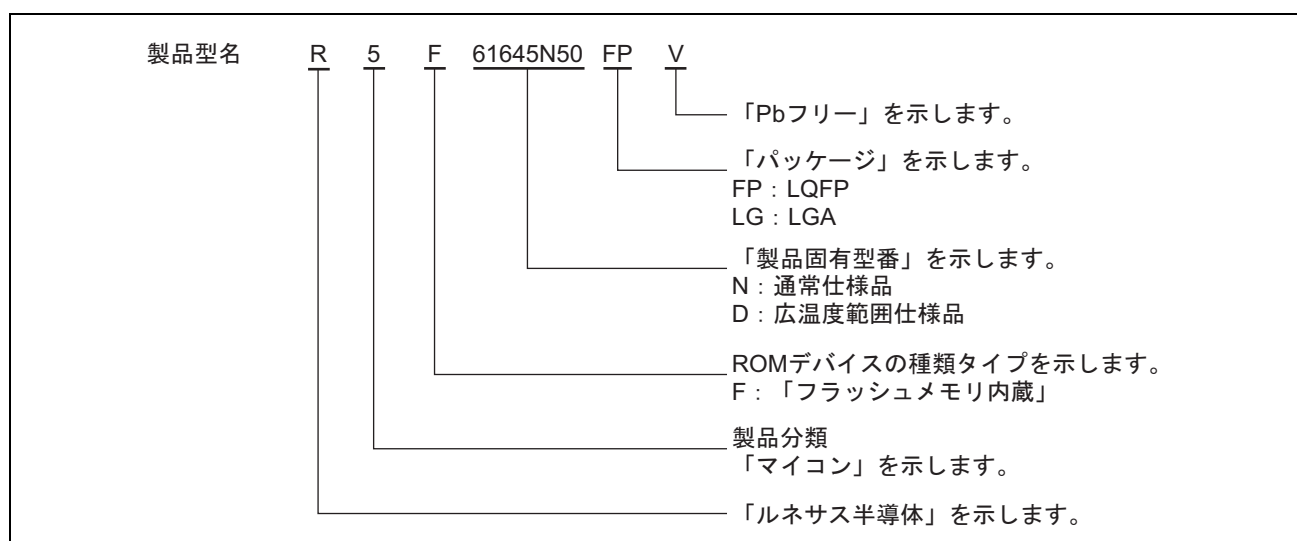 製品型名 R 5 F 61645N50 FP V
「Pbフリー」を示します。
「パッケージ」を示します。
FP：LQFP
LG：LGA
「製品固有型番」を示します。
N：通常仕様品
D：広温度範囲仕様品
ROMデバイスの種類タイプを示します。
F：「フラッシュメモリ内蔵」
製品分類
「マイコン」を示します。
「ルネサス半導体」を示します。